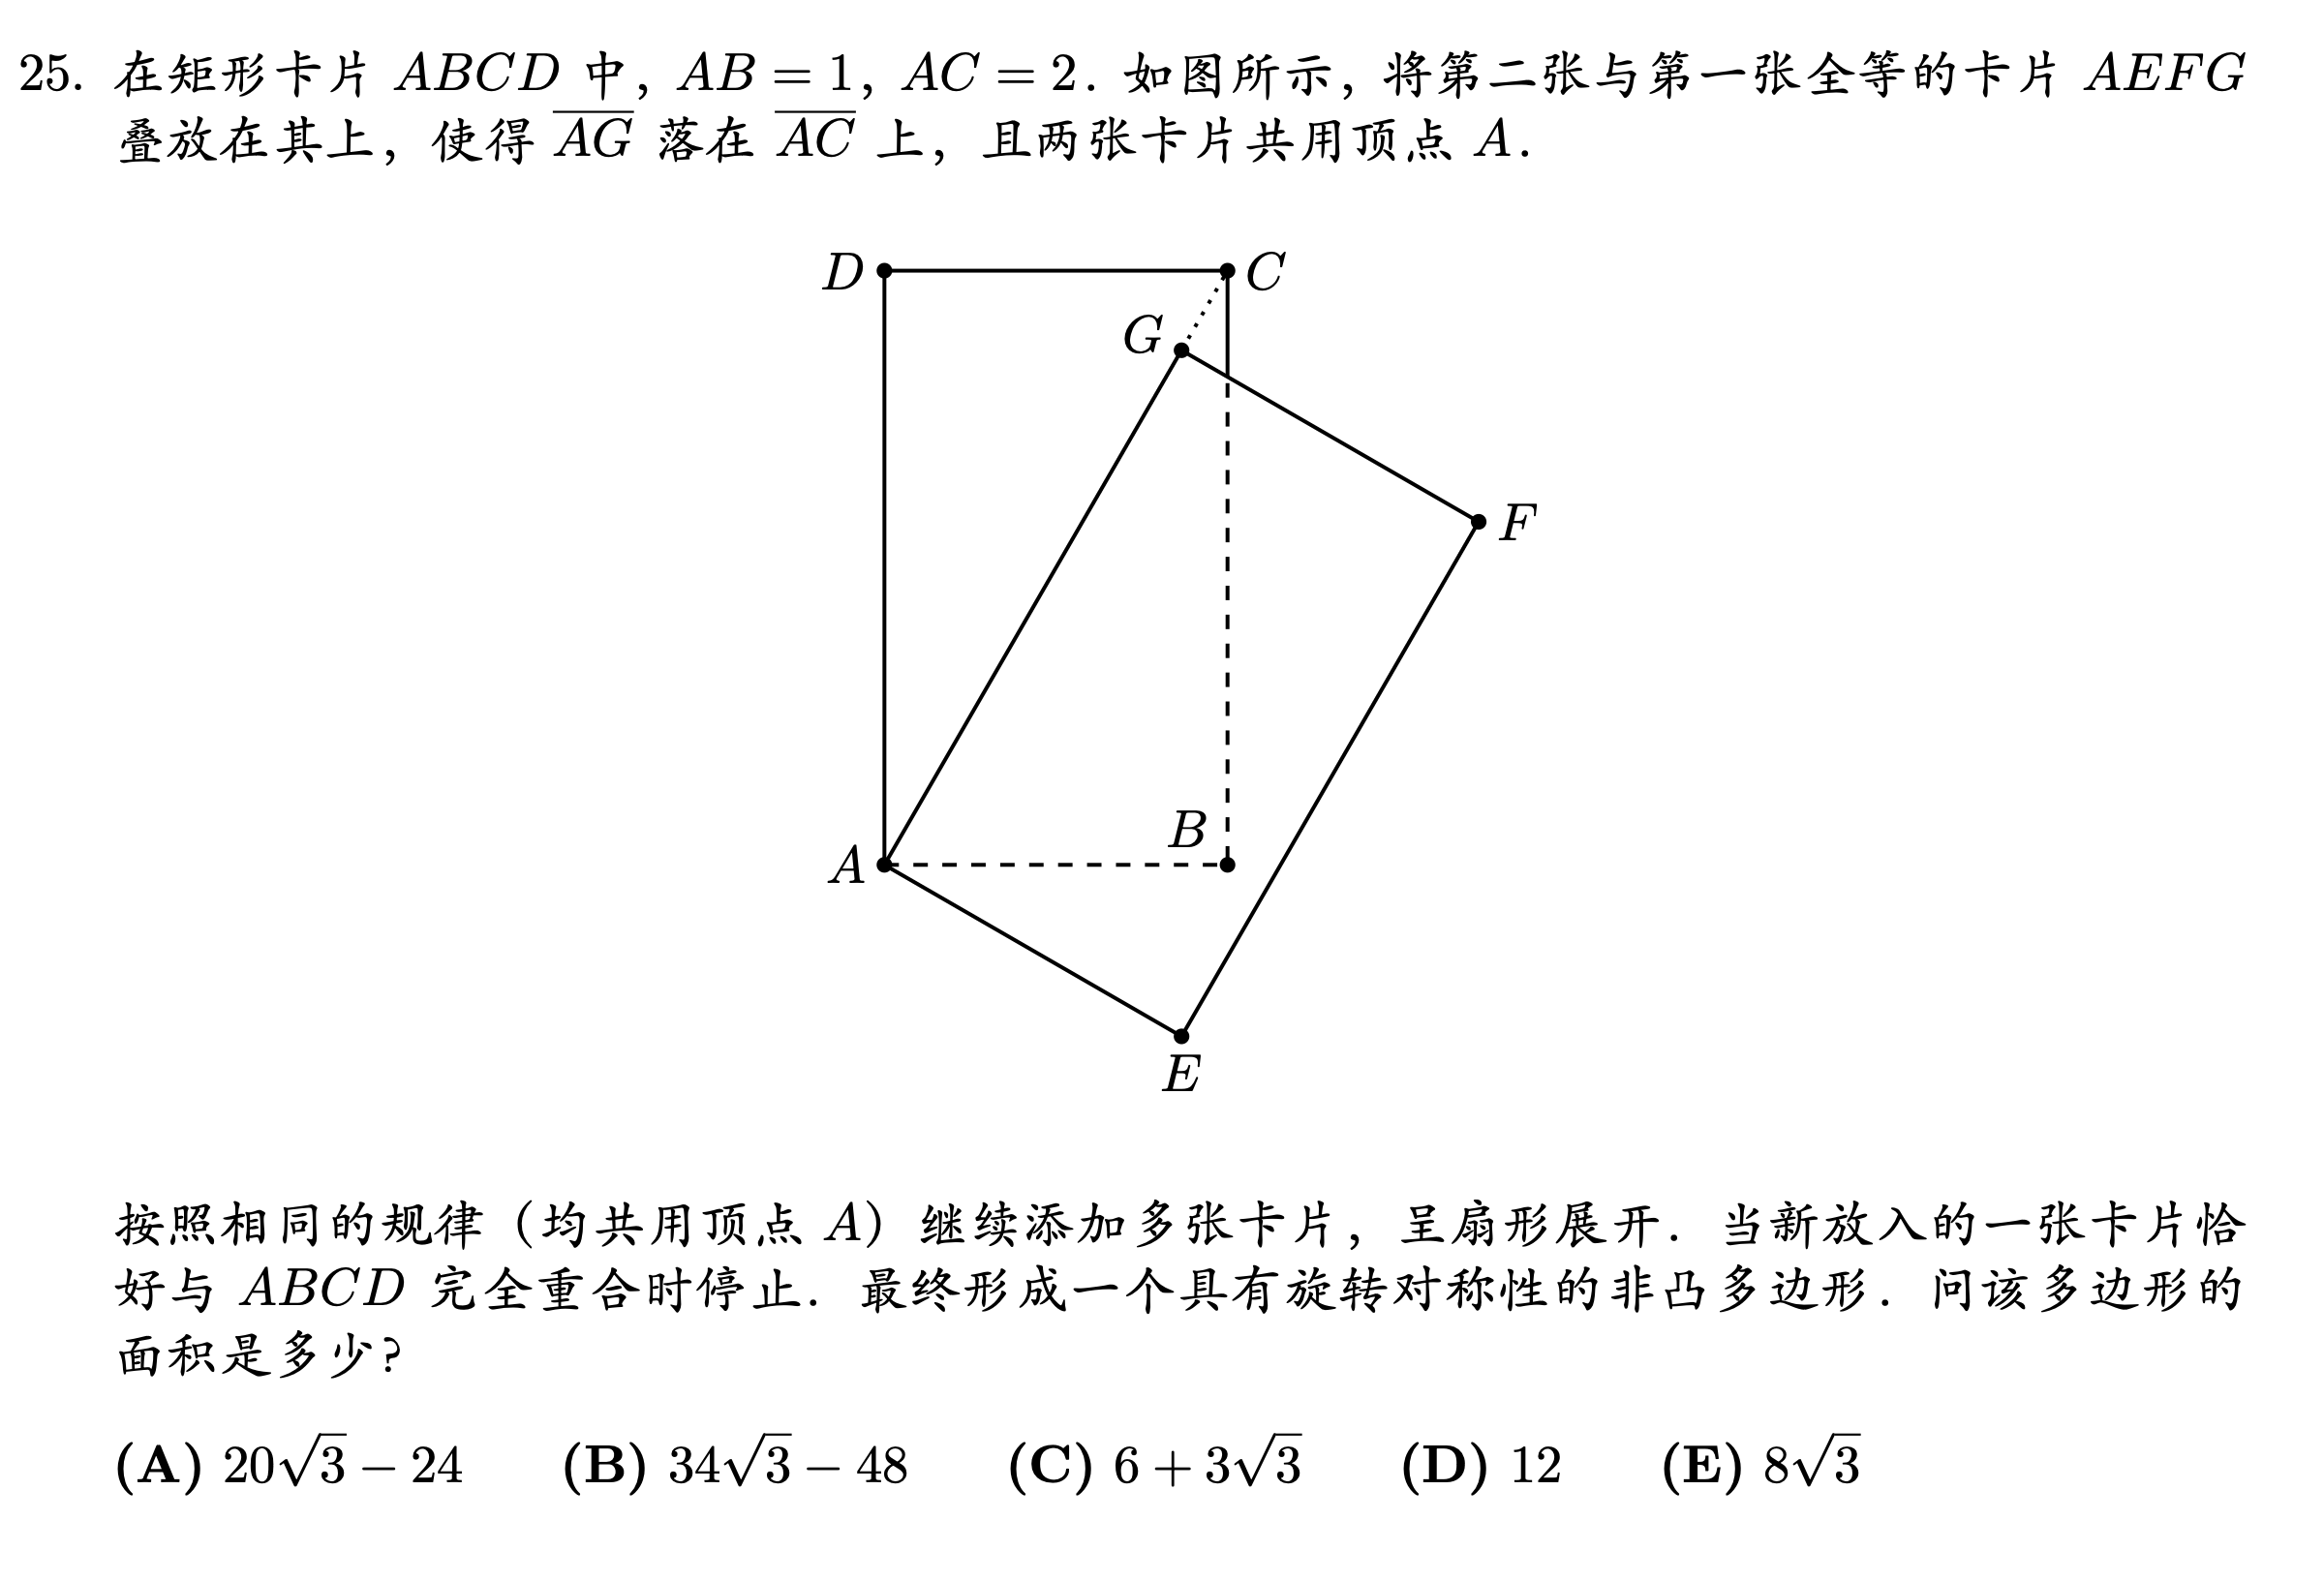 25. 在矩形卡片 ABCD 中, AB = 1, AC = 2. 如图所示, 将第二张与第一张全等的卡片 AEFG
叠放在其上, 使得 \overline{AG} 落在 \overline{AC} 上, 且两张卡片共用顶点 A.
D
C
G
F
B
A
E
按照相同的规律 (均共用顶点 A) 继续添加多张卡片, 呈扇形展开. 当新放入的一张卡片恰
好与 ABCD 完全重合时停止. 最终形成一个具有旋转对称性的非凸多边形. 问该多边形的
面积是多少?
(A) 20√3 − 24 (B) 34√3 − 48 (C) 6 + 3√3 (D) 12 (E) 8√3